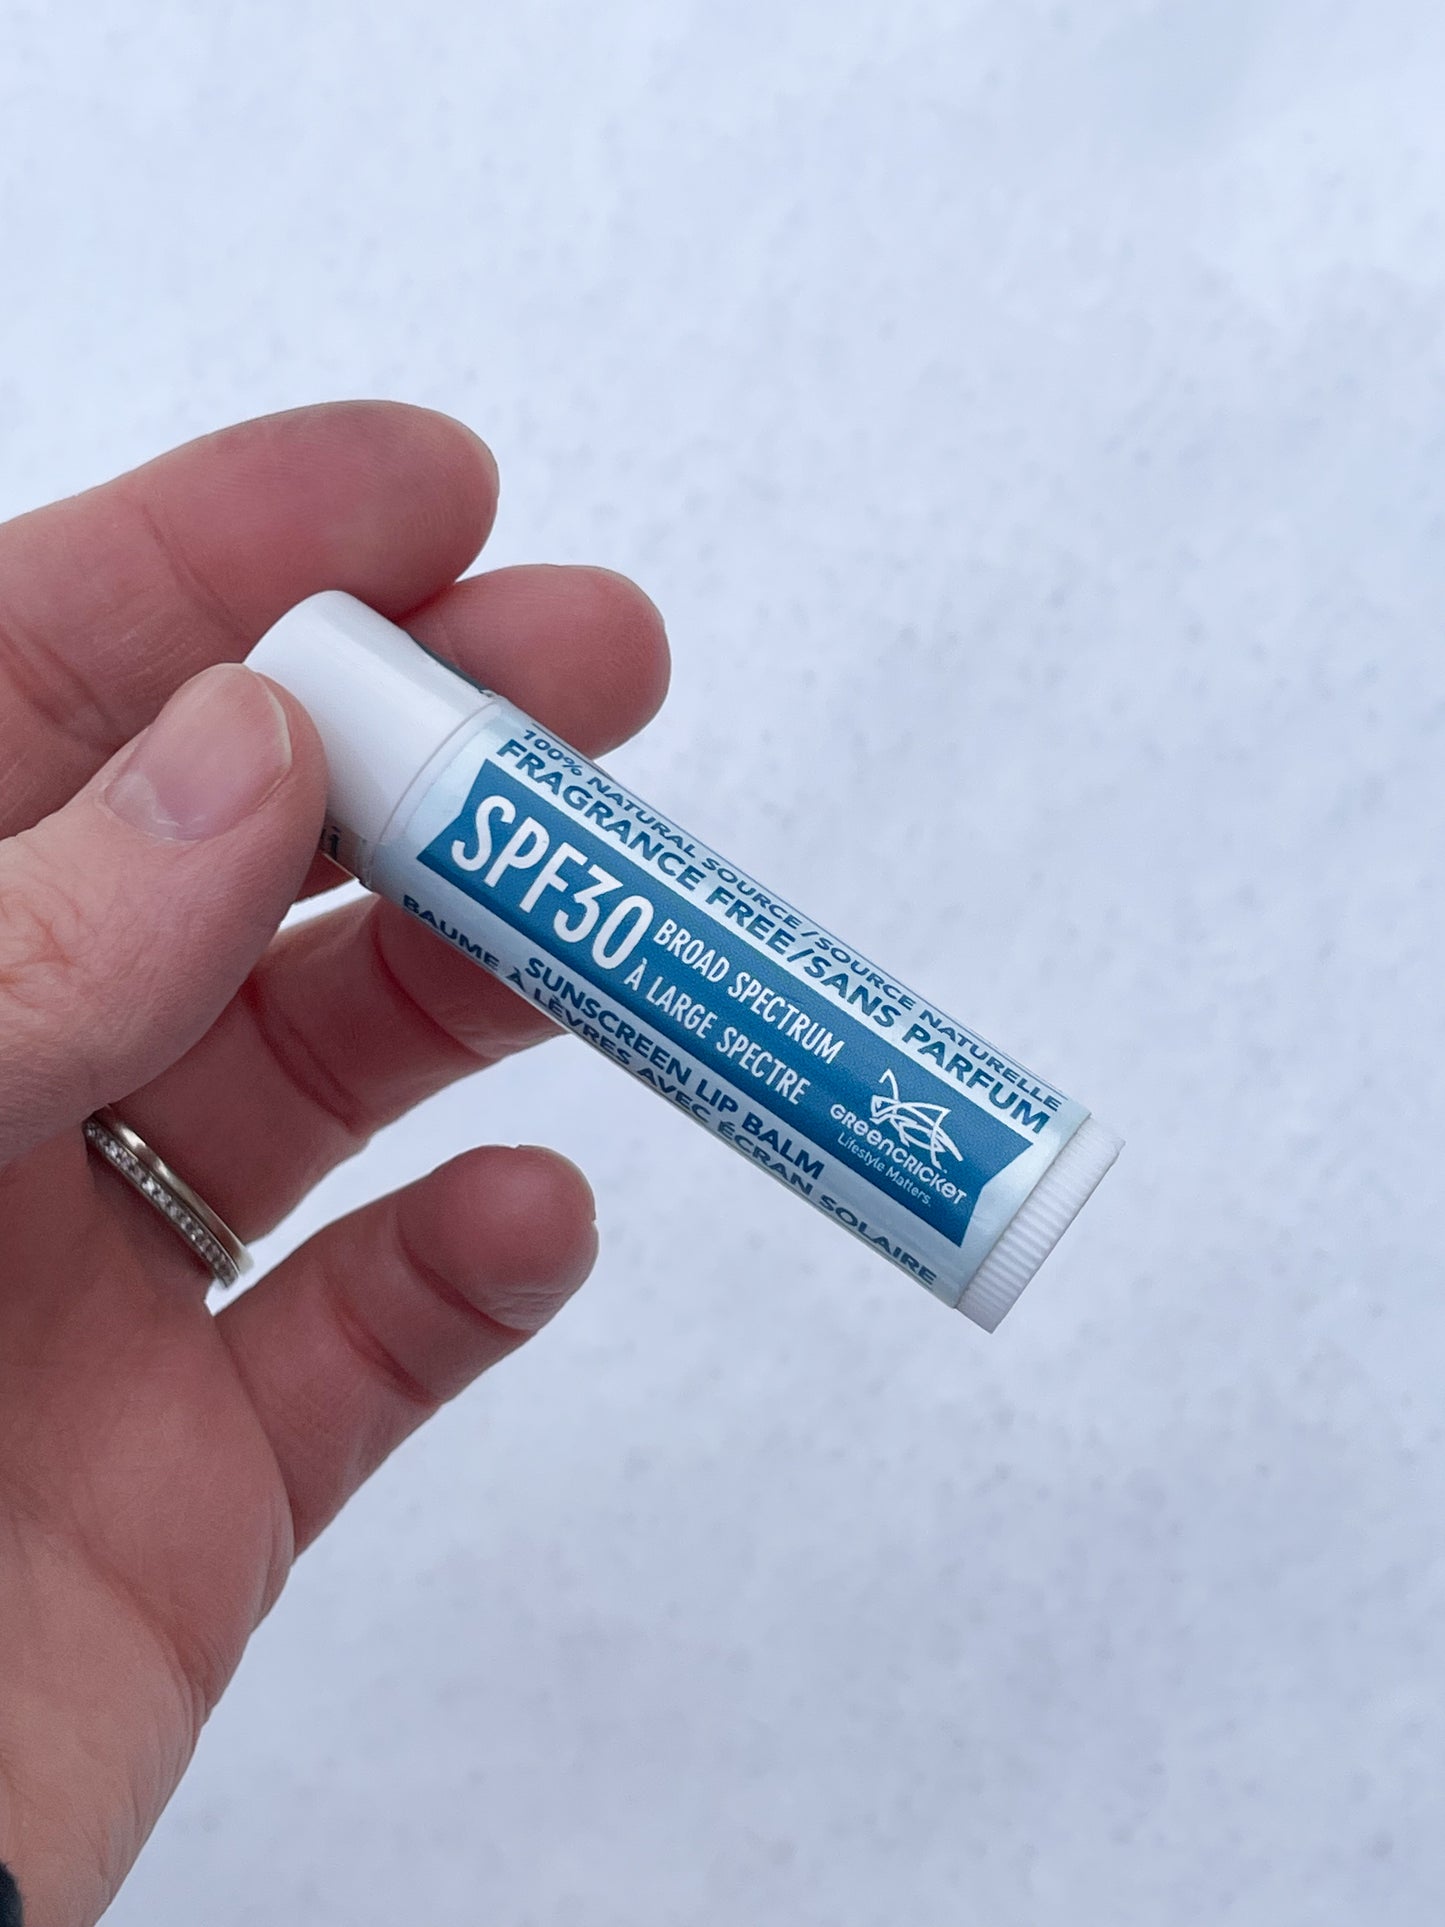 100% NATURAL SOURCE / SOURCE NATURELLE
FRAGRANCE FREE/SANS PARFUM
SPF30
BROAD SPECTRUM
À LARGE SPECTRE
GREENCRICKET
Lifestyle Matters.
SUNSCREEN LIP BALM
BAUME À LÈVRES AVEC ÉCRAN SOLAIRE